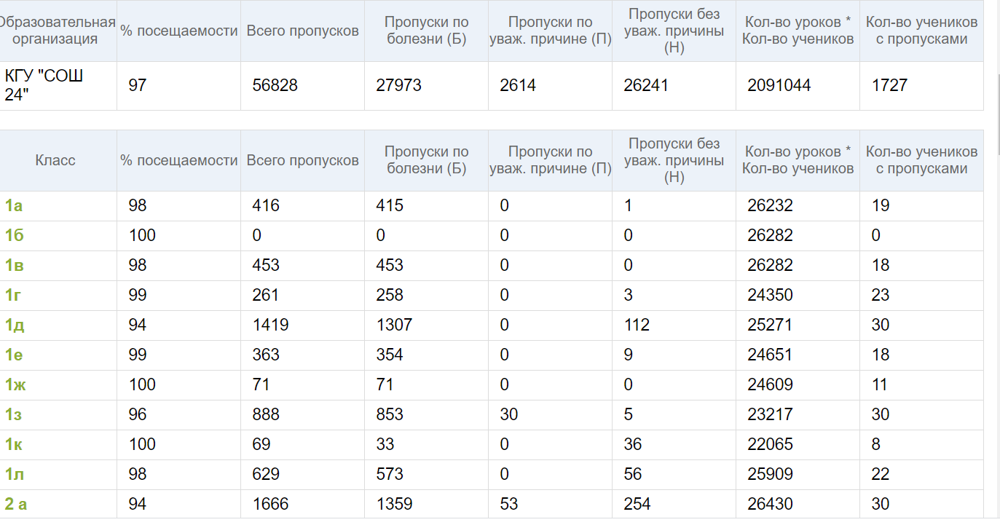 Образовательная организация % посещаемости Всего пропусков Пропуски по болезни (Б) Пропуски по уваж. причине (П) Пропуски без уваж. причины (Н) Кол-во уроков * Кол-во учеников Кол-во учеников с пропусками
КГУ "СОШ 24" 97 56828 27973 2614 26241 2091044 1727
Класс % посещаемости Всего пропусков Пропуски по болезни (Б) Пропуски по уваж. причине (П) Пропуски без уваж. причины (Н) Кол-во уроков * Кол-во учеников Кол-во учеников с пропусками
1а 98 416 415 0 1 26232 19
1б 100 0 0 0 0 26282 0
1в 98 453 453 0 0 26282 18
1г 99 261 258 0 3 24350 23
1д 94 1419 1307 0 112 25271 30
1е 99 363 354 0 9 24651 18
1ж 100 71 71 0 0 24609 11
1з 96 888 853 30 5 23217 30
1к 100 69 33 0 36 22065 8
1л 98 629 573 0 56 25909 22
2 а 94 1666 1359 53 254 26430 30